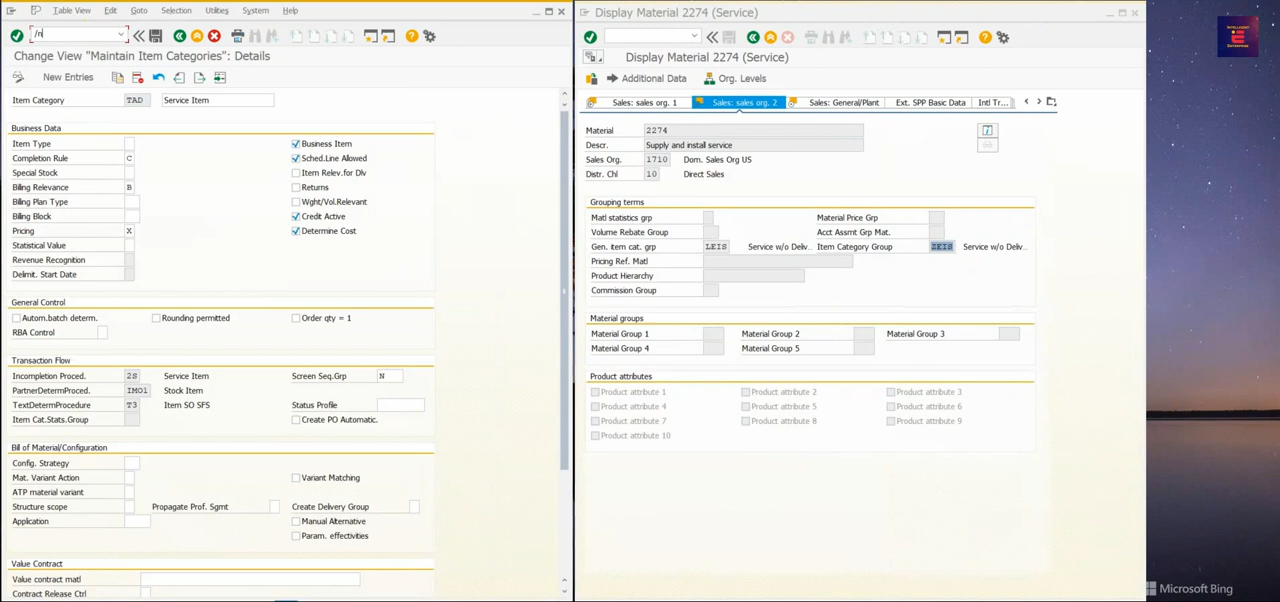 Table View Edit Goto Selection Utilities System Help
/n
Change View "Maintain Item Categories": Details
New Entries
Item Category TAD Service Item
Business Data
Item Type Business Item
Completion Rule C Sched.Line Allowed
Special Stock Item Relev.for Dlv
Billing Relevance B Returns
Billing Plan Type Wght/Vol.Relevant
Billing Block Credit Active
Pricing X Determine Cost
Statistical Value
Revenue Recognition
Delimit. Start Date
General Control
Autom.batch determ. Rounding permitted Order qty = 1
RBA Control
Transaction Flow
Incompletion Proced. 2S Service Item Screen Seq.Grp N
PartnerDetermProced. IMO1 Stock Item
TextDetermProcedure T3 Item SO SFS Status Profile
Item Cat.Stats.Group Create PO Automatic.
Bill of Material/Configuration
Config. Strategy
Mat. Variant Action Variant Matching
ATP material variant
Structure scope Propagate Prof. Sgmt Create Delivery Group
Application Manual Alternative
Param. effectivities
Value Contract
Value contract matl
Contract Release Ctrl
Display Material 2274 (Service)
Display Material 2274 (Service)
Additional Data Org. Levels
Sales: sales org. 1 Sales: sales org. 2 Sales: General/Plant Ext. SPP Basic Data Intl Tr...
Material 2274
Descr. Supply and install service
Sales Org. 1710 Dom. Sales Org US
Distr. Chl 10 Direct Sales
Grouping terms
Matl statistics grp Material Price Grp
Volume Rebate Group Acct Assmt Grp Mat.
Gen. item cat. grp LEIS Service w/o Deliv.. Item Category Group Service w/o Deliv..
Pricing Ref. Matl
Product Hierarchy
Commission Group
Material groups
Material Group 1 Material Group 2 Material Group 3
Material Group 4 Material Group 5
Product attributes
Product attribute 1 Product attribute 2 Product attribute 3
Product attribute 4 Product attribute 5 Product attribute 6
Product attribute 7 Product attribute 8 Product attribute 9
Product attribute 10
INTELLIGENT
ENTERPRISE
Microsoft Bing